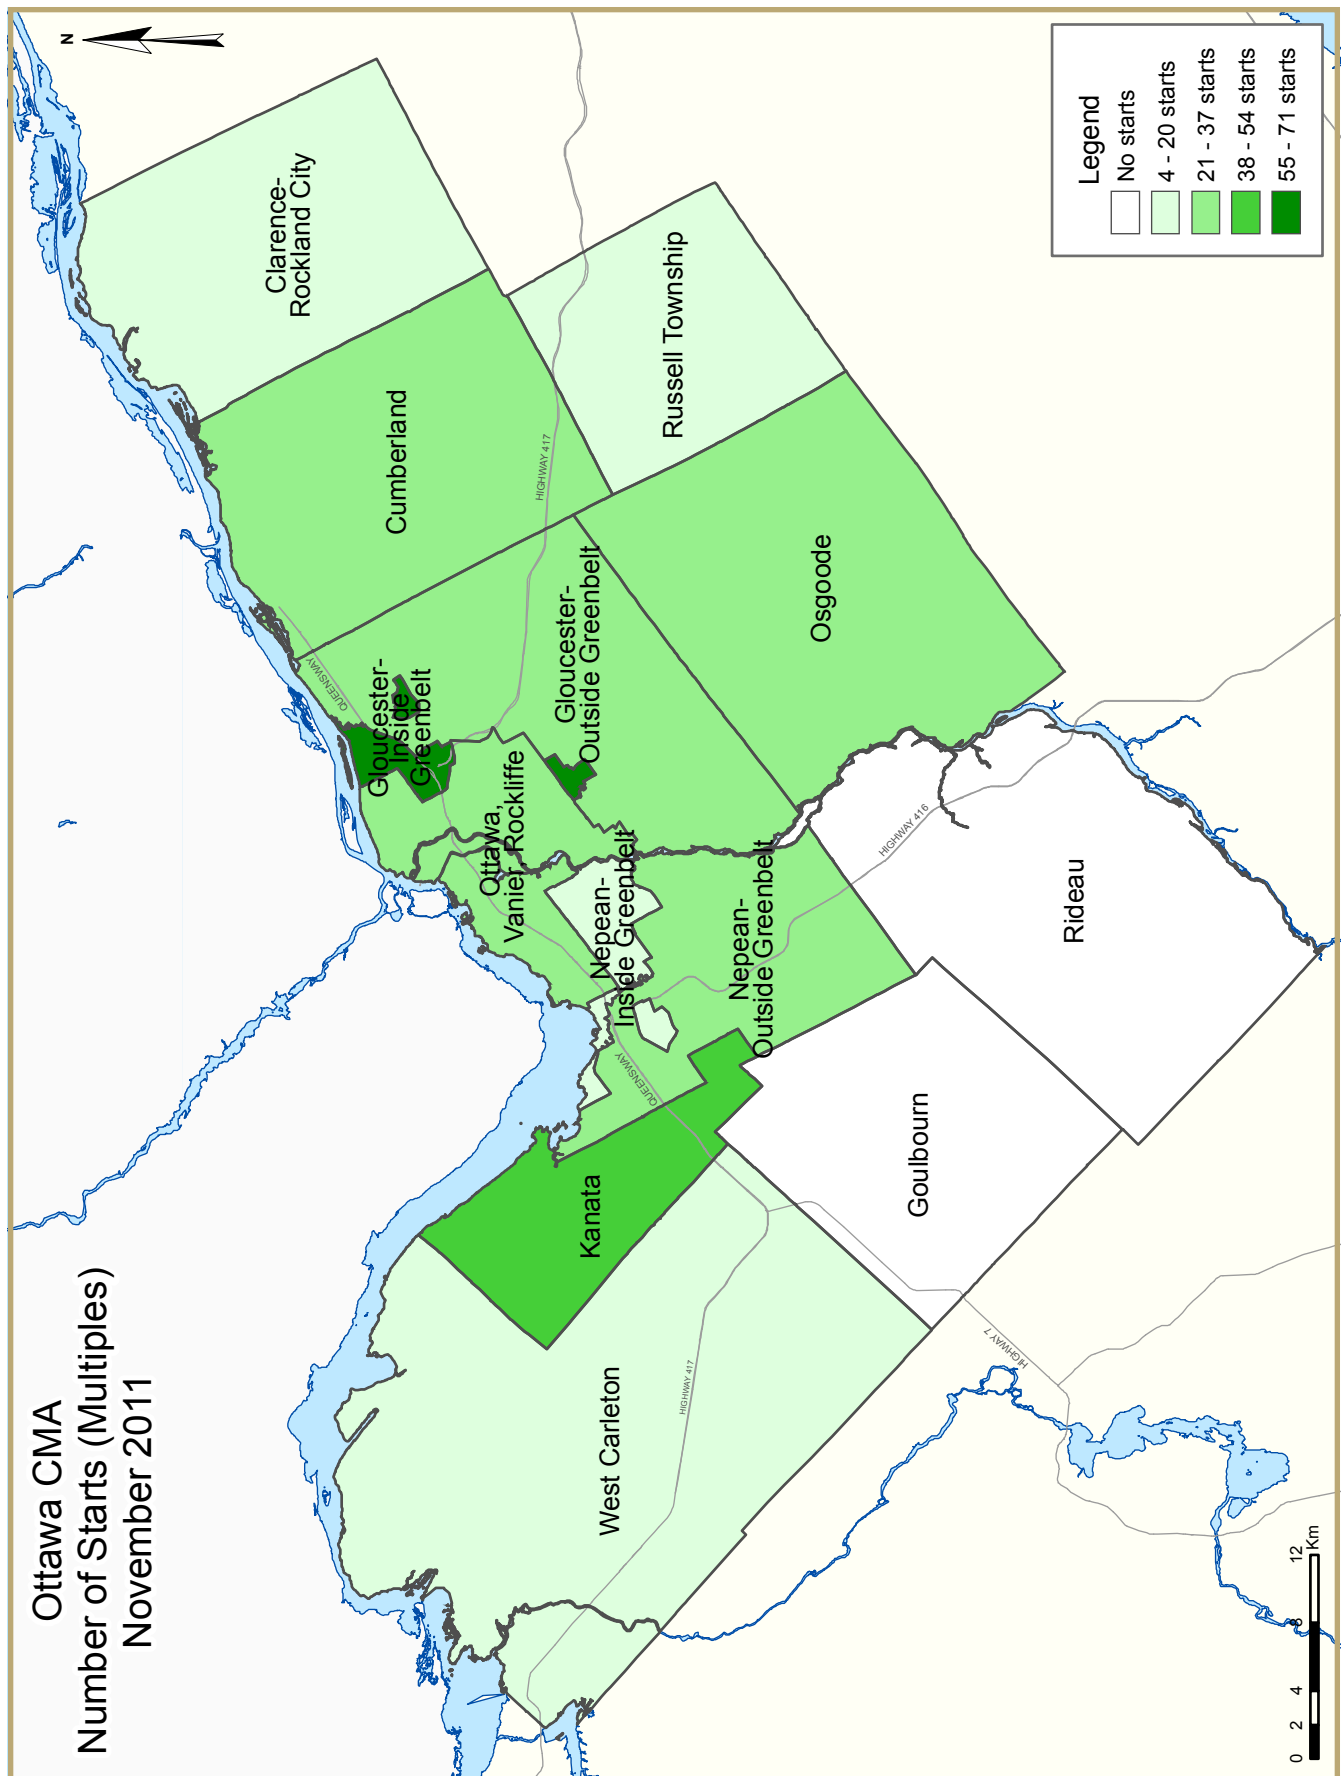 Ottawa CMA
Number of Starts (Multiples)
November 2011
N
Clarence-
Rockland City
Cumberland
Russell Township
HIGHWAY 417
QUEENSWAY
Gloucester-
Inside
Greenbelt
Gloucester-
Outside Greenbelt
Osgoode
Ottawa,
Vanier, Rockliffe
Nepean-
Inside Greenbelt
Nepean-
Outside Greenbelt
HIGHWAY 416
Rideau
QUEENSWAY
Kanata
Goulbourn
West Carleton
HIGHWAY 417
HIGHWAY 7
Legend
No starts
4 - 20 starts
21 - 37 starts
38 - 54 starts
55 - 71 starts
0 2 4 8 12
Km